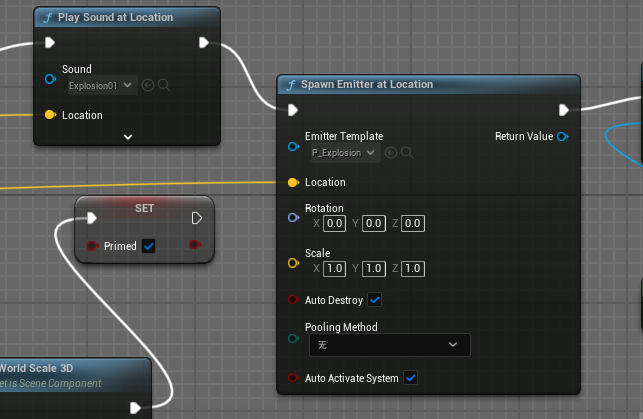 Play Sound at Location
Sound
Explosion01
Location
Spawn Emitter at Location
Emitter Template
P_Explosion
Return Value
Location
Rotation
X 0.0 Y 0.0 Z 0.0
Scale
X 1.0 Y 1.0 Z 1.0
Auto Destroy
Pooling Method
无
Auto Activate System
SET
Primed
World Scale 3D
et is Scene Component